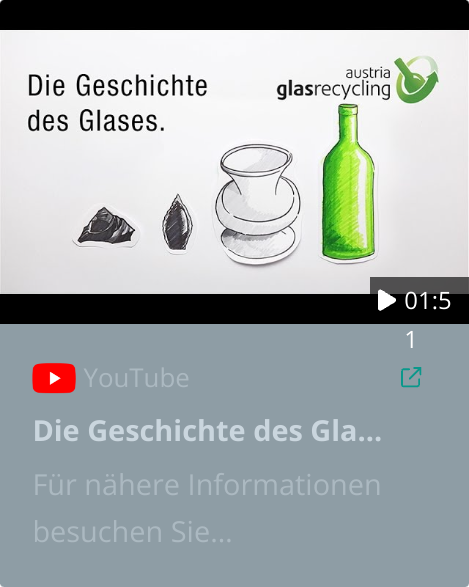 Die Geschichte
des Glases.
austria
glasrecycling
01:5
1
YouTube
Die Geschichte des Gla...
Für nähere Informationen
besuchen Sie...